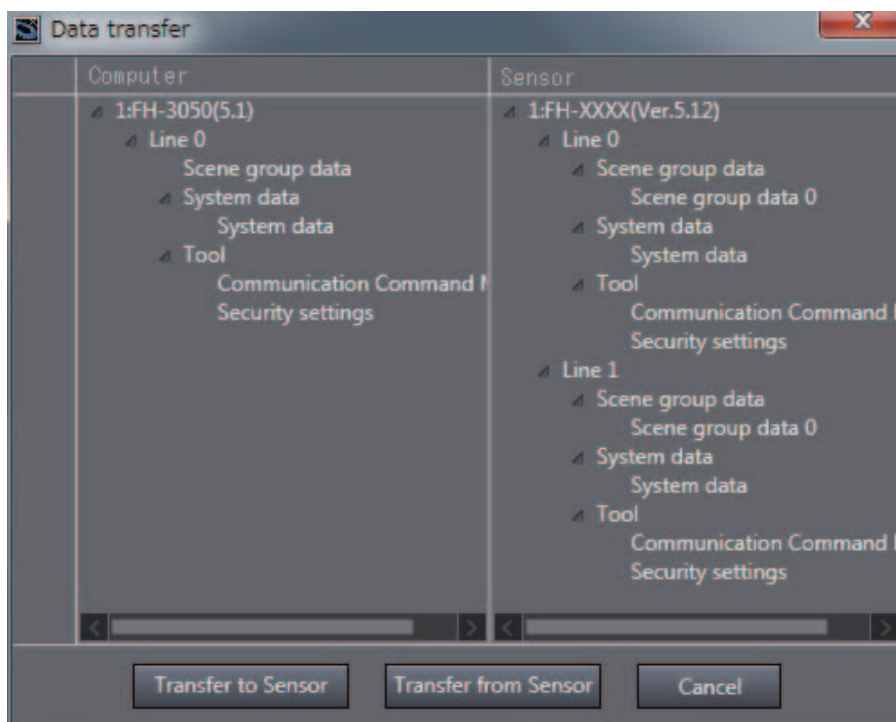 Data transfer
Computer
1:FH-3050(5.1)
Line 0
Scene group data
System data
System data
Tool
Communication Command
Security settings
Sensor
1:FH-XXXX(Ver.5.12)
Line 0
Scene group data
Scene group data 0
System data
System data
Tool
Communication Command
Security settings
Line 1
Scene group data
Scene group data 0
System data
System data
Tool
Communication Command
Security settings
Transfer to Sensor
Transfer from Sensor
Cancel